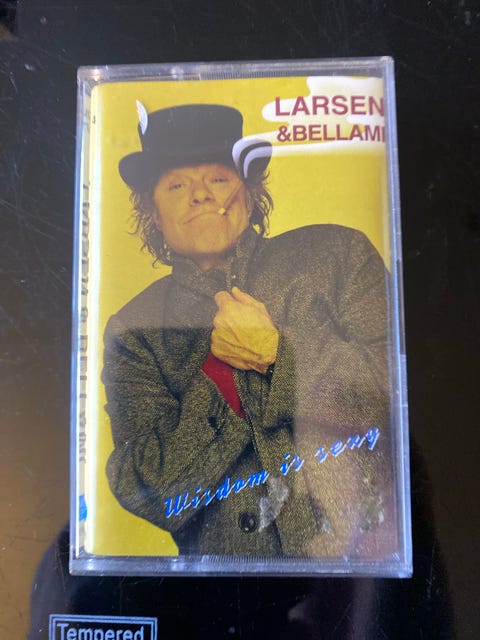 LARSEN
&BELLAMI
Wisdom is sexy
Tempered